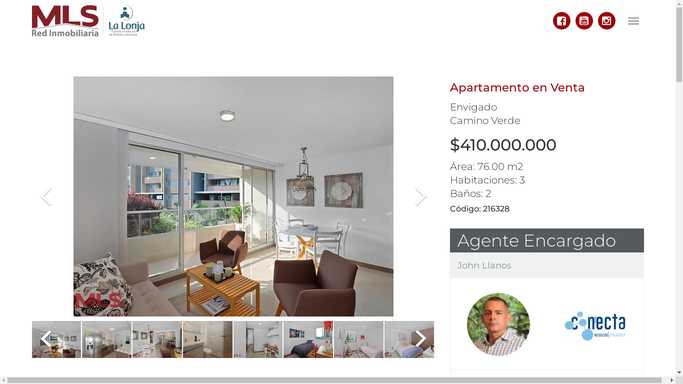 MLS
Red Inmobiliaria
La Lonja
Apartamento en Venta
Envigado
Camino Verde
$410.000.000
Área: 76.00 m2
Habitaciones: 3
Baños: 2
Código: 216328
Agente Encargado
John Llanos
MLS
conecta